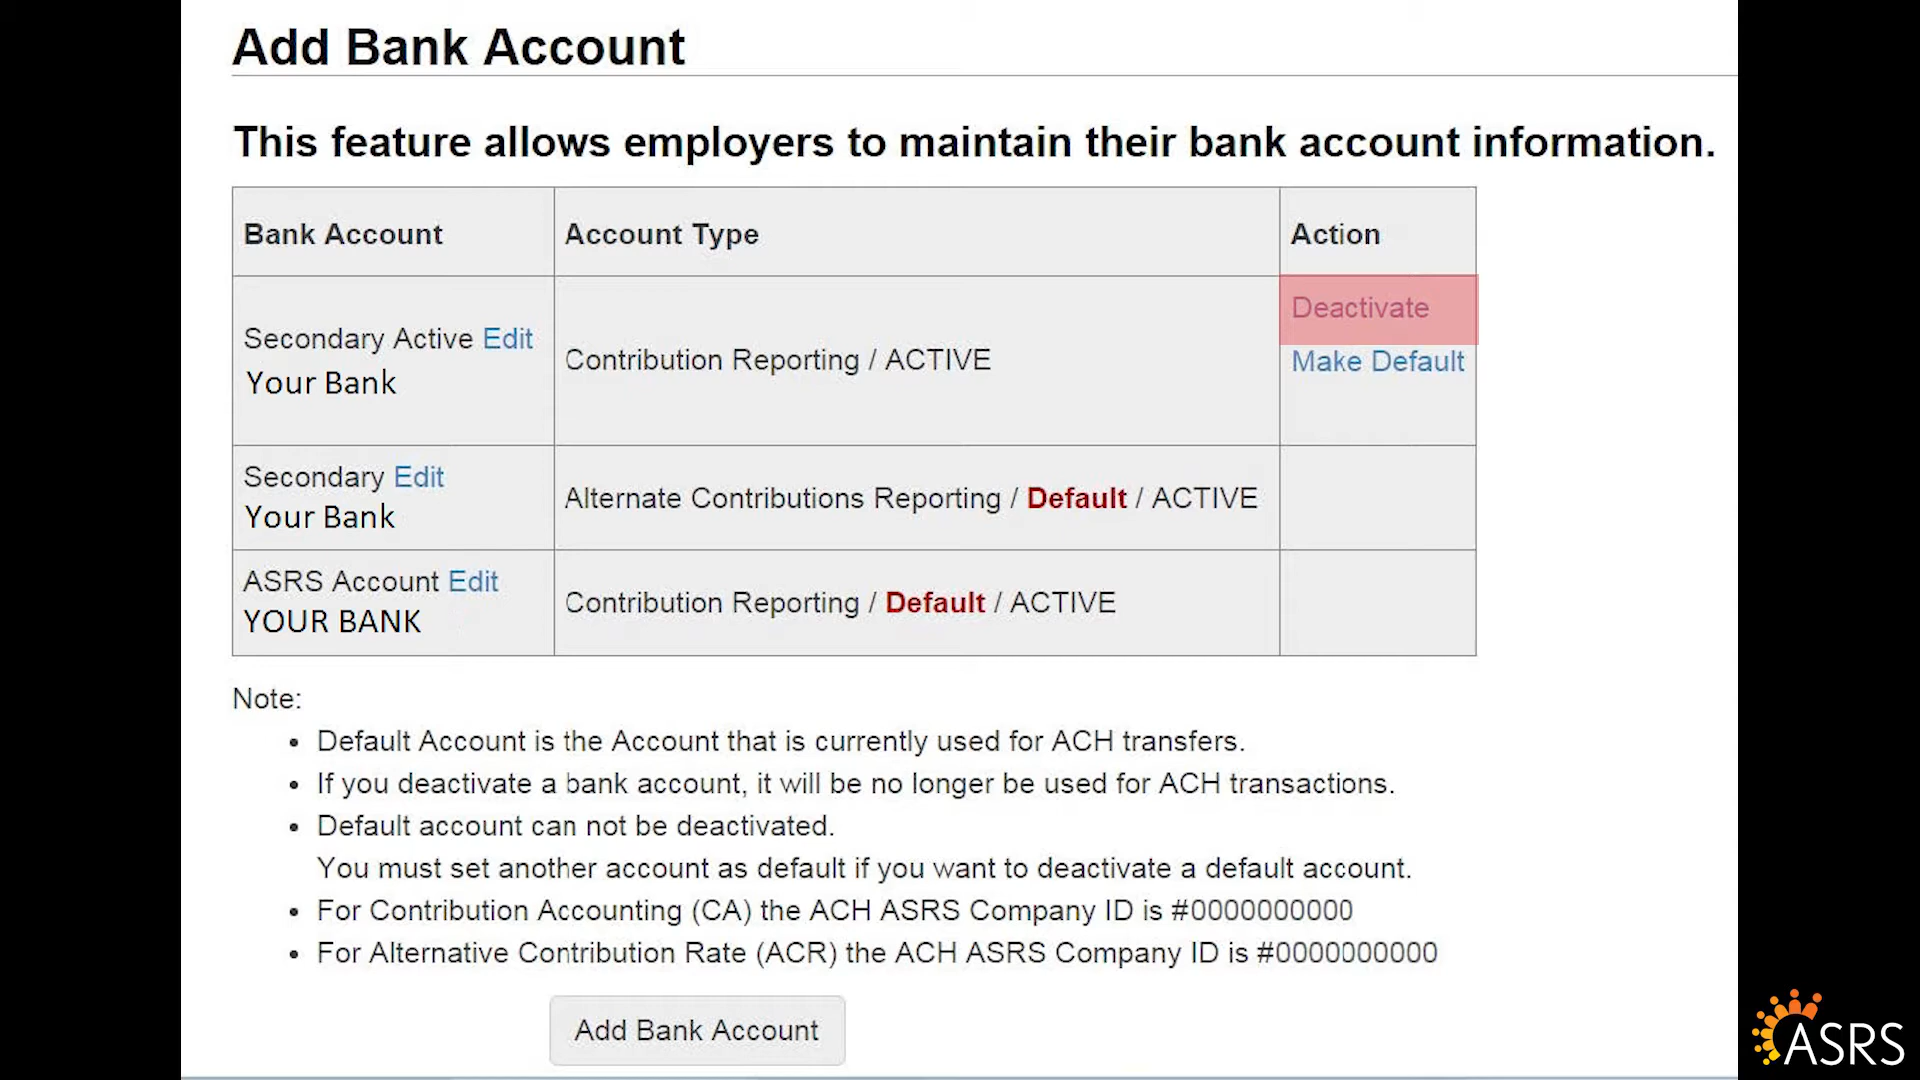 Add Bank Account
This feature allows employers to maintain their bank account information.
Bank Account Account Type Action
Secondary Active Edit
Your Bank
Contribution Reporting / ACTIVE
Deactivate
Make Default
Secondary Edit
Your Bank
Alternate Contributions Reporting / Default / ACTIVE
ASRS Account Edit
YOUR BANK
Contribution Reporting / Default / ACTIVE
Note:
• Default Account is the Account that is currently used for ACH transfers.
• If you deactivate a bank account, it will be no longer be used for ACH transactions.
• Default account can not be deactivated.
You must set another account as default if you want to deactivate a default account.
• For Contribution Accounting (CA) the ACH ASRS Company ID is #0000000000
• For Alternative Contribution Rate (ACR) the ACH ASRS Company ID is #0000000000
Add Bank Account
ASRS